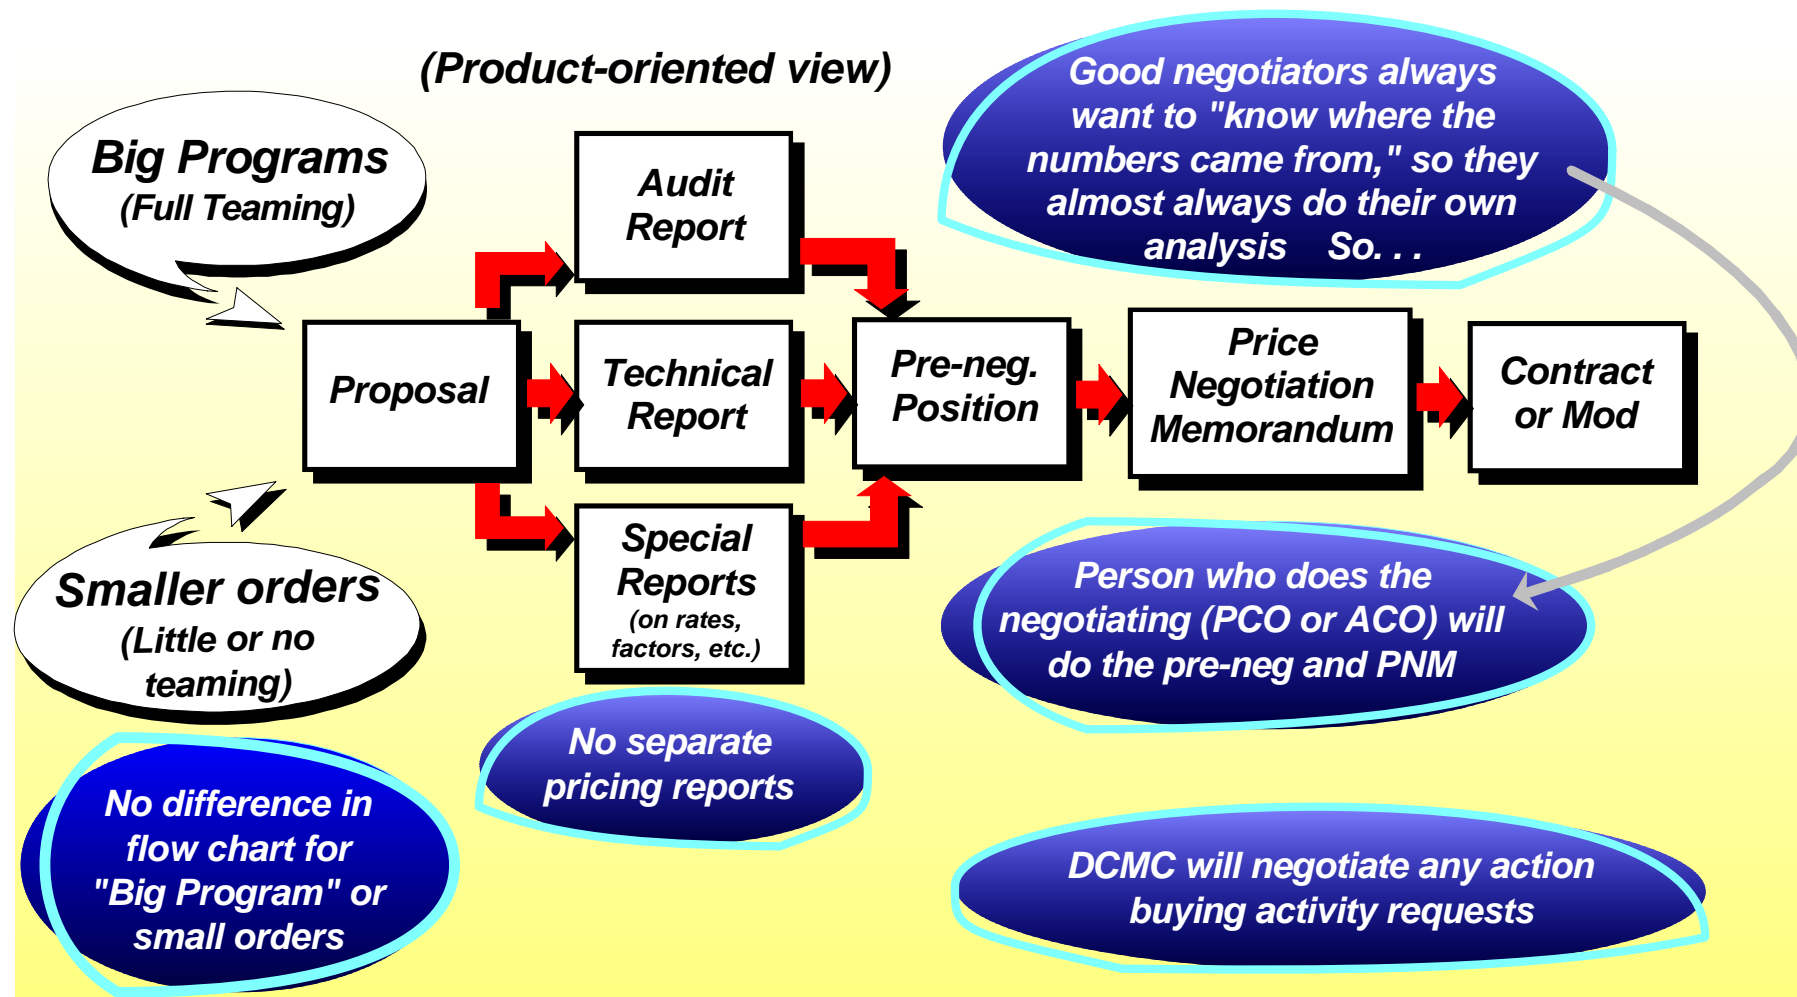 (Product-oriented view)
Good negotiators always
want to "know where the
numbers came from," so they
almost always do their own
analysis So. . .
Big Programs
(Full Teaming)
Audit
Report
Proposal
Technical
Report
Pre-neg.
Position
Price
Negotiation
Memorandum
Contract
or Mod
Special
Reports
(on rates,
factors, etc.)
Smaller orders
(Little or no
teaming)
Person who does the
negotiating (PCO or ACO) will
do the pre-neg and PNM
No separate
pricing reports
No difference in
flow chart for
"Big Program" or
small orders
DCMC will negotiate any action
buying activity requests